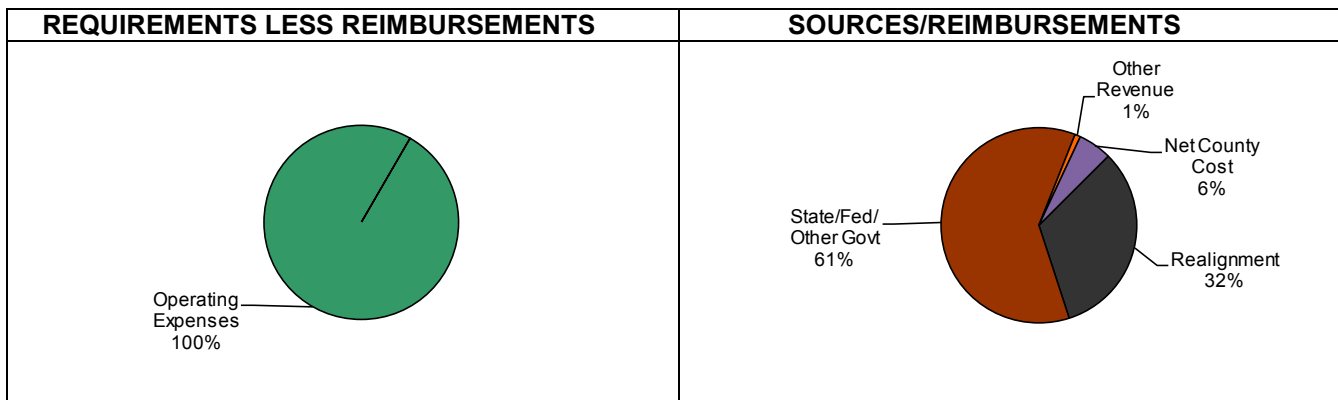 REQUIREMENTS LESS REIMBURSEMENTS
Operating
Expenses
100%
SOURCES/REIMBURSEMENTS
Other
Revenue
1%
Net County
Cost
6%
State/Fed/
Other Govt
61%
Realignment
32%